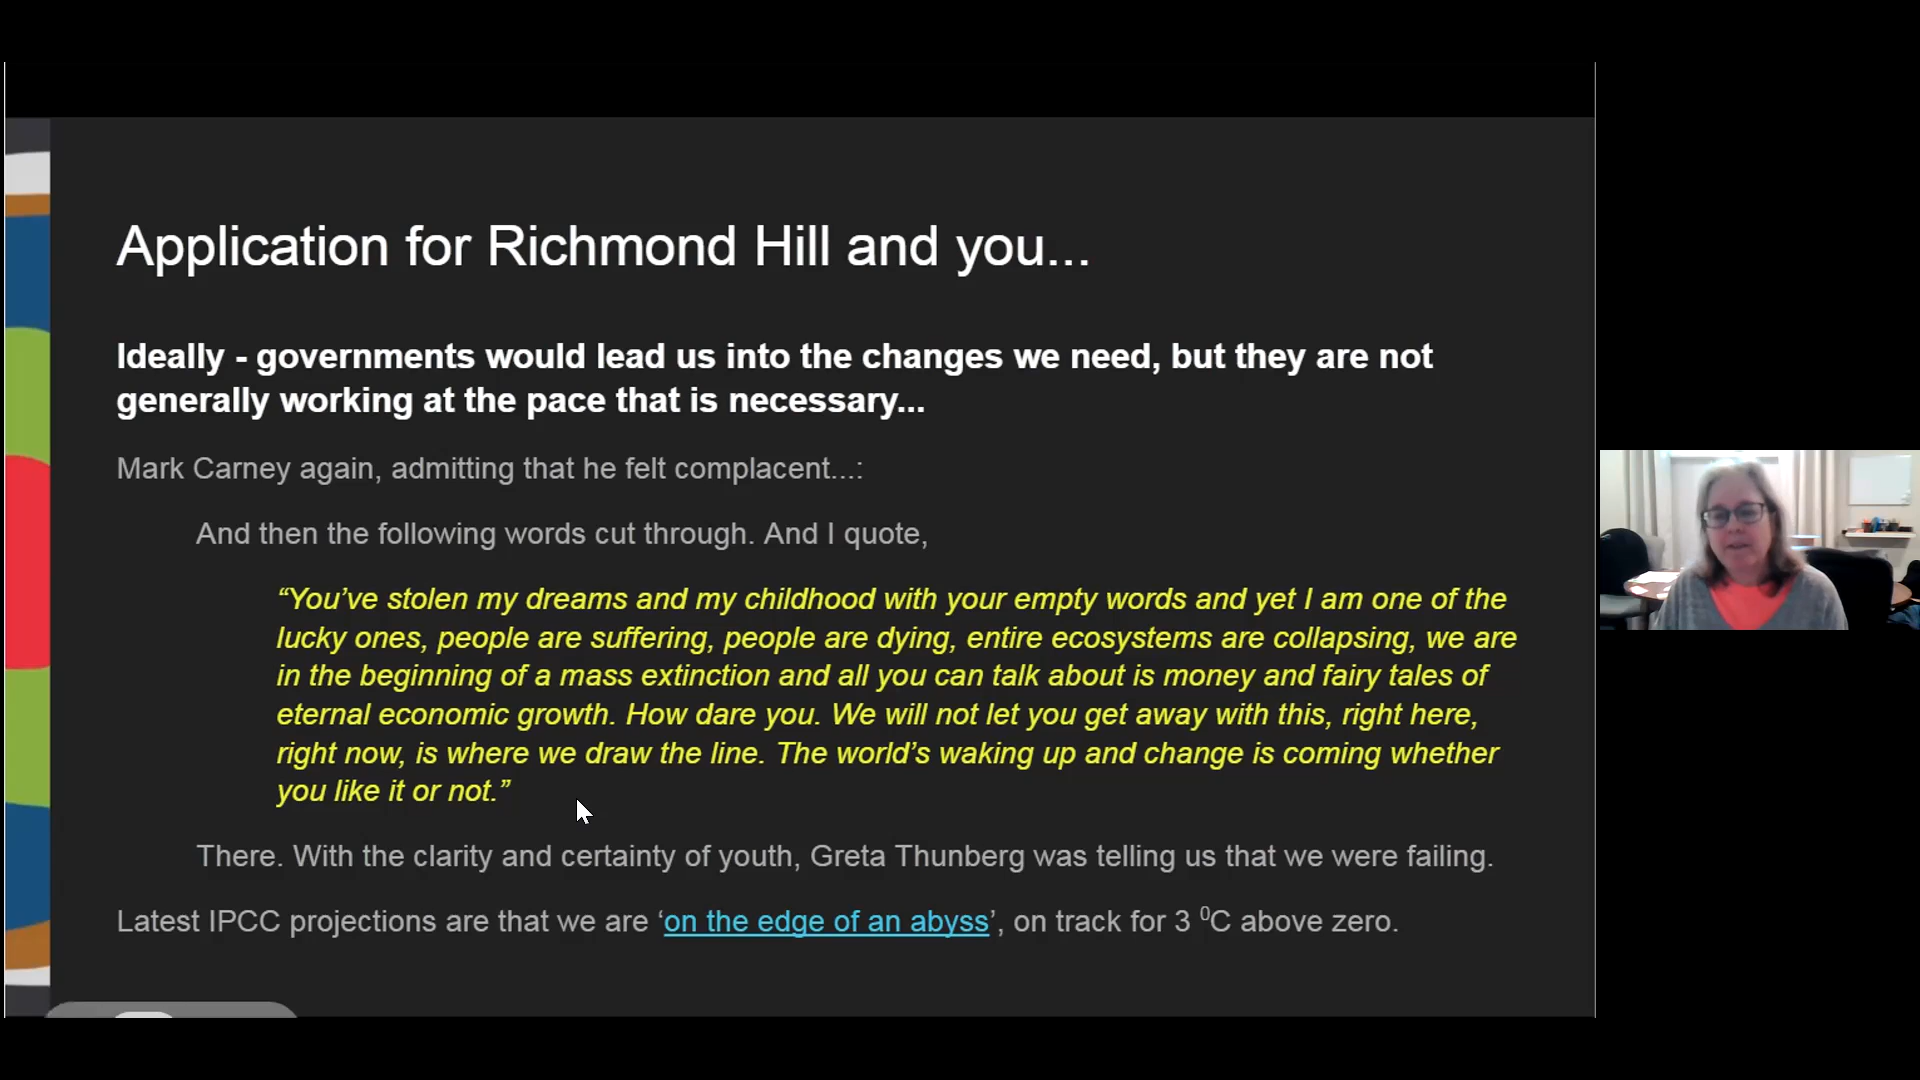 Application for Richmond Hill and you...
Ideally - governments would lead us into the changes we need, but they are not
generally working at the pace that is necessary...
Mark Carney again, admitting that he felt complacent...:
And then the following words cut through. And I quote,
“You’ve stolen my dreams and my childhood with your empty words and yet I am one of the
lucky ones, people are suffering, people are dying, entire ecosystems are collapsing, we are
in the beginning of a mass extinction and all you can talk about is money and fairy tales of
eternal economic growth. How dare you. We will not let you get away with this, right here,
right now, is where we draw the line. The world’s waking up and change is coming whether
you like it or not.”
There. With the clarity and certainty of youth, Greta Thunberg was telling us that we were failing.
Latest IPCC projections are that we are ‘on the edge of an abyss’, on track for 3 ⁰C above zero.